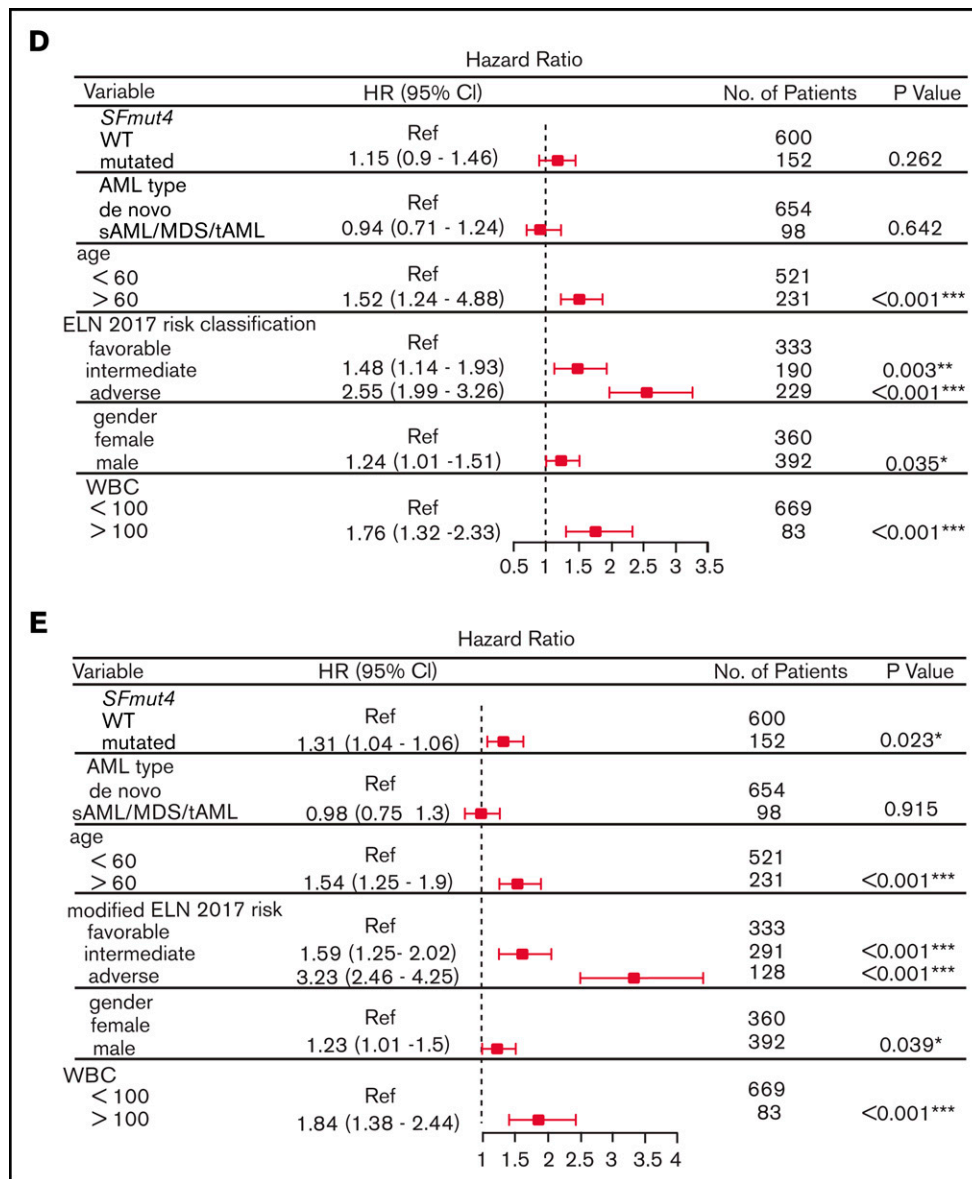 D
Hazard Ratio
Variable HR (95% CI) No. of Patients P Value
SFmut4
WT Ref 600
mutated 1.15 (0.9 - 1.46) 152 0.262
AML type
de novo Ref 654
sAML/MDS/tAML 0.94 (0.71 - 1.24) 98 0.642
age
< 60 Ref 521
> 60 1.52 (1.24 - 4.88) 231 <0.001***
ELN 2017 risk classification
favorable Ref 333
intermediate 1.48 (1.14 - 1.93) 190 0.003**
adverse 2.55 (1.99 - 3.26) 229 <0.001***
gender
female Ref 360
male 1.24 (1.01 -1.51) 392 0.035*
WBC
< 100 Ref 669
> 100 1.76 (1.32 -2.33) 83 <0.001***
0.5 1 1.5 2 2.5 3 3.5
E
Hazard Ratio
Variable HR (95% CI) No. of Patients P Value
SFmut4
WT Ref 600
mutated 1.31 (1.04 - 1.06) 152 0.023*
AML type
de novo Ref 654
sAML/MDS/tAML 0.98 (0.75 1.3) 98 0.915
age
< 60 Ref 521
> 60 1.54 (1.25 - 1.9) 231 <0.001***
modified ELN 2017 risk
favorable Ref 333
intermediate 1.59 (1.25- 2.02) 291 <0.001***
adverse 3.23 (2.46 - 4.25) 128 <0.001***
gender
female Ref 360
male 1.23 (1.01 -1.5) 392 0.039*
WBC
< 100 Ref 669
> 100 1.84 (1.38 - 2.44) 83 <0.001***
1 1.5 2 2.5 3 3.5 4